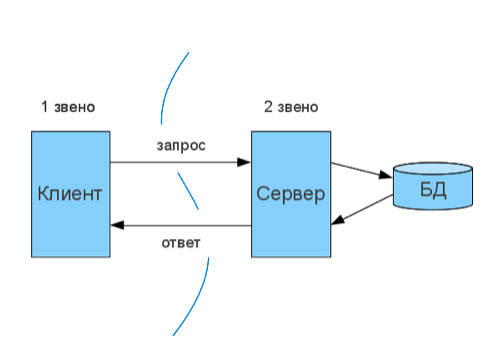 1 звено
2 звено
запрос
Клиент
Сервер
БД
ответ